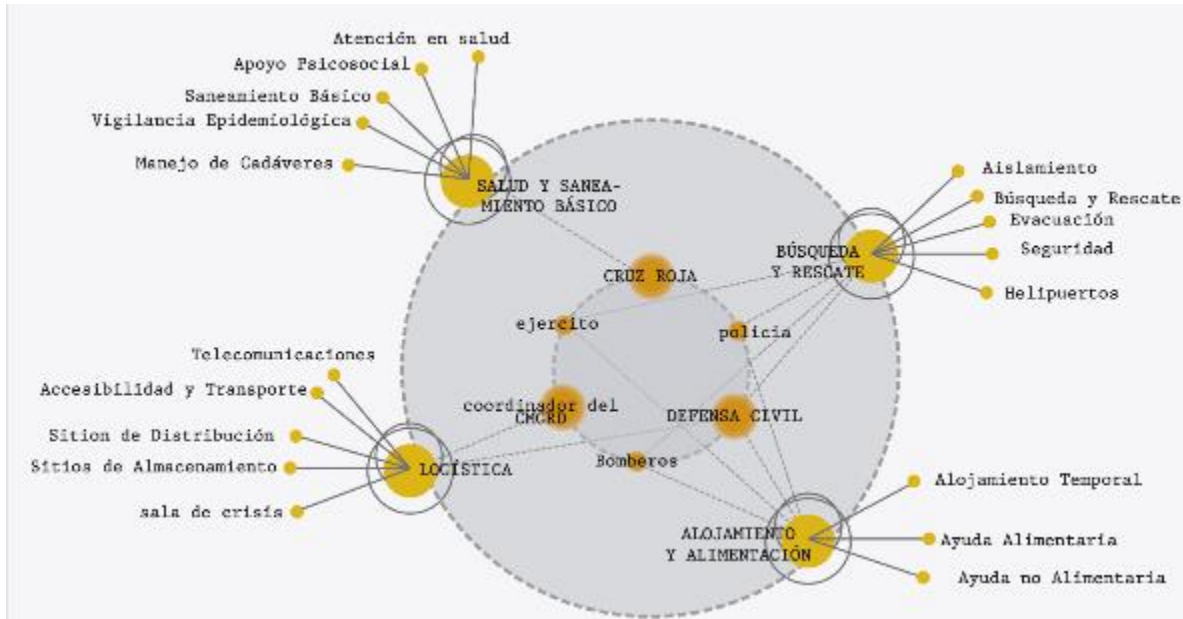 Atención en salud
Apoyo Psicosocial
Saneamiento Básico
Vigilancia Epidemiológica
Manejo de Cadáveres
SALUD Y SANEA-
MIENTO BÁSICO
Aislamiento
Búsqueda y Rescate
Evacuación
Seguridad
Helipuertos
BÚSQUEDA
Y RESCATE
CRUZ ROJA
ejercito
policia
coordinador del
CMGRD
DEFENSA CIVIL
Bomberos
Telecomunicaciones
Accesibilidad y Transporte
Sition de Distribución
Sitios de Almacenamiento
sala de crisis
LOGÍSTICA
ALOJAMIENTO
Y ALIMENTACIÓN
Alojamiento Temporal
Ayuda Alimentaria
Ayuda no Alimentaria